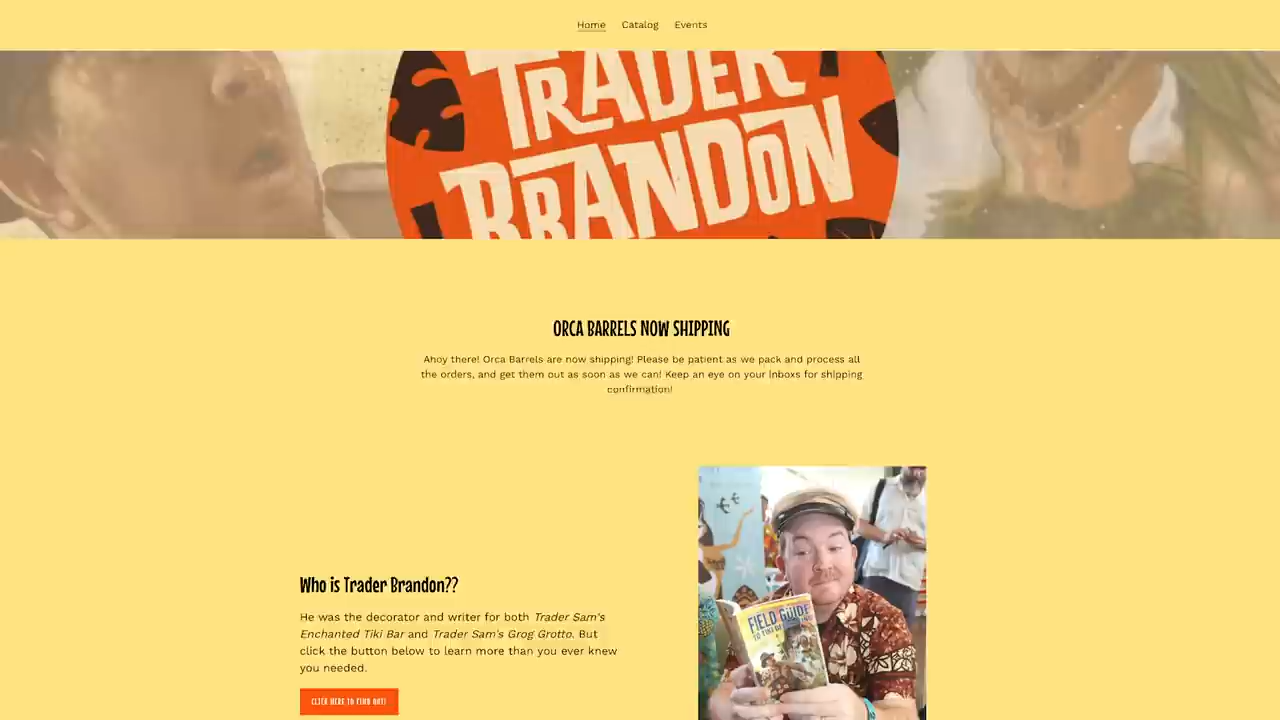 Home Catalog Events
TRADER
BRANDON
ORCA BARRELS NOW SHIPPING
Ahoy there! Orca Barrels are now shipping! Please be patient as we pack and process all
the orders, and get them out as soon as we can! Keep an eye on your inboxs for shipping
confirmation!
Who is Trader Brandon??
He was the decorator and writer for both Trader Sam's
Enchanted Tiki Bar and Trader Sam's Grog Grotto. But
click the button below to learn more than you ever knew
you needed.
CLICK HERE TO FIND OUT!
FIELD GUIDE